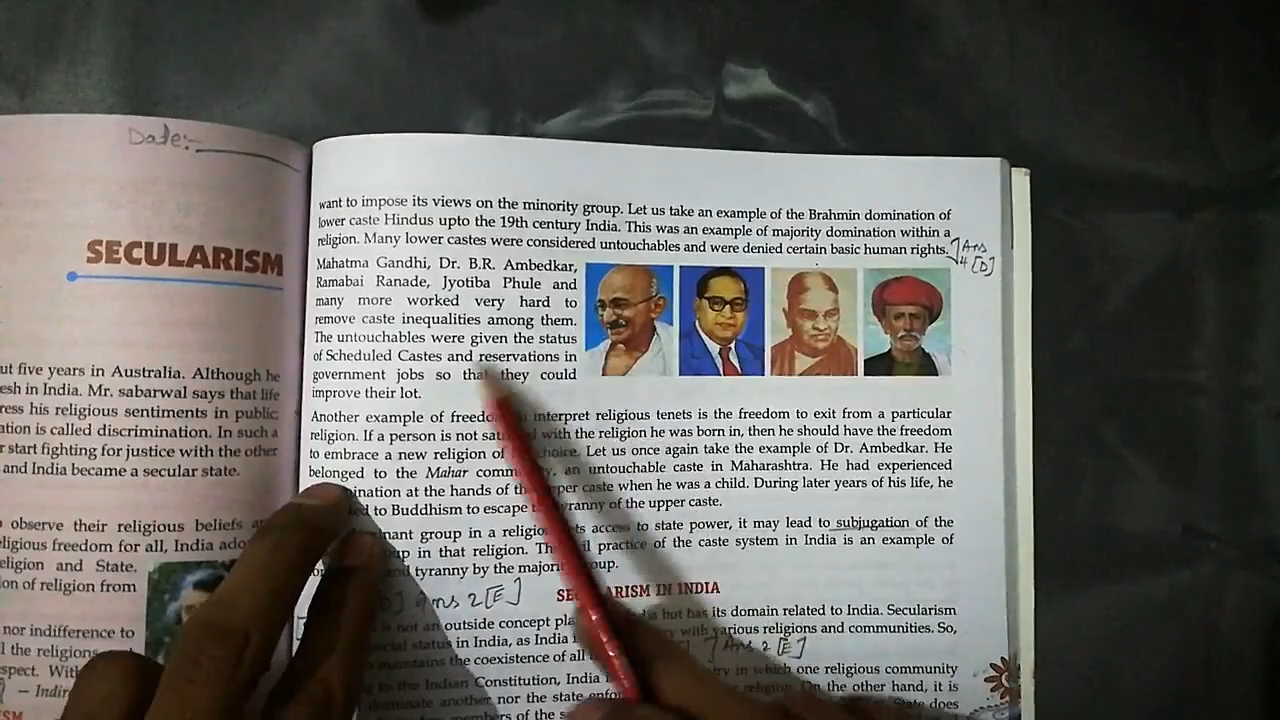 Date:-
SECULARISM
ut five years in Australia. Although he
esh in India. Mr. sabarwal says that life
ress his religious sentiments in public;
ation is called discrimination. In such a
r start fighting for justice with the other
and India became a secular state.
observe their religious beliefs
eligious freedom for all, India ado
eligion and State.
ion of religion from
nor indifference to
l the religions
spect. With
– Indir
want to impose its views on the minority group. Let us take an example of the Brahmin domination of
lower caste Hindus upto the 19th century India. This was an example of majority domination within a
religion. Many lower castes were considered untouchables and were denied certain basic human rights.
Ans
4 [D]
Mahatma Gandhi, Dr. B.R. Ambedkar,
Ramabai Ranade, Jyotiba Phule and
many more worked very hard to
remove caste inequalities among them.
The untouchables were given the status
of Scheduled Castes and reservations in
government jobs so that they could
improve their lot.
Another example of freedo interpret religious tenets is the freedom to exit from a particular
religion. If a person is not sat with the religion he was born in, then he should have the freedom
to embrace a new religion of choice. Let us once again take the example of Dr. Ambedkar. He
belonged to the Mahar comm an untouchable caste in Maharashtra. He had experienced
ination at the hands of th per caste when he was a child. During later years of his life, he
ed to Buddhism to escape tyranny of the upper caste.
nant group in a religio ts access to state power, it may lead to subjugation of the
up in that religion. Th il practice of the caste system in India is an example of
nd tyranny by the majori oup.
Ans 2 [E]
SECULARISM IN INDIA
is not an outside concept pla but has its domain related to India. Secularism
ecial status in India, as India i y with various religions and communities. So,
maintains the coexistence of all
Ans 2 [E]
to the Indian Constitution, India try in which one religious community
dominate another nor the state enfo religion. On the other hand, it is
few members of the s State does